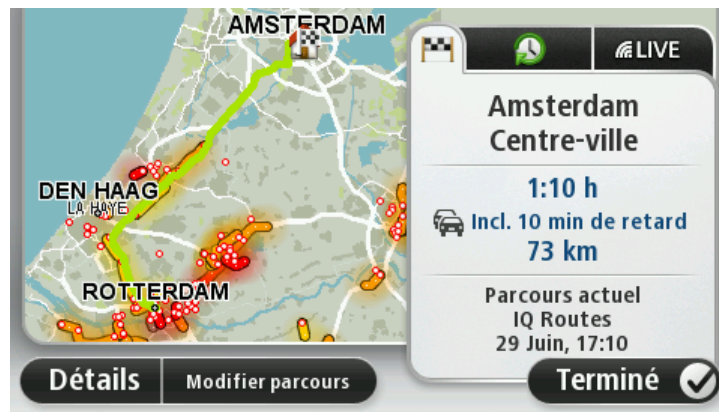 AMSTERDAM
DEN HAAG
LA HAYE
ROTTERDAM
LIVE
Amsterdam
Centre-ville
1:10 h
Incl. 10 min de retard
73 km
Parcours actuel
IQ Routes
29 Juin, 17:10
Détails
Modifier parcours
Terminé